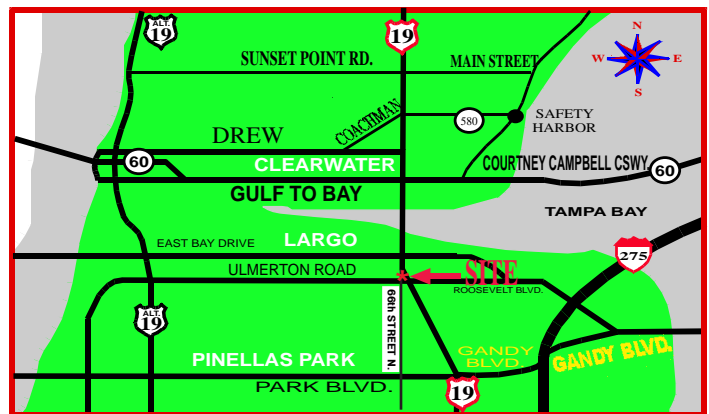 ALT.
19
19
N
W
E
S
SUNSET POINT RD.
MAIN STREET
COACHMAN
580
SAFETY
HARBOR
DREW
60
CLEARWATER
COURTNEY CAMPBELL CSWY.
60
GULF TO BAY
TAMPA BAY
EAST BAY DRIVE
LARGO
275
ULMERTON ROAD
*
SITE
ROOSEVELT BLVD.
66th STREET N.
ALT.
19
PINELLAS PARK
GANDY
BLVD.
GANDY BLVD.
PARK BLVD.
19